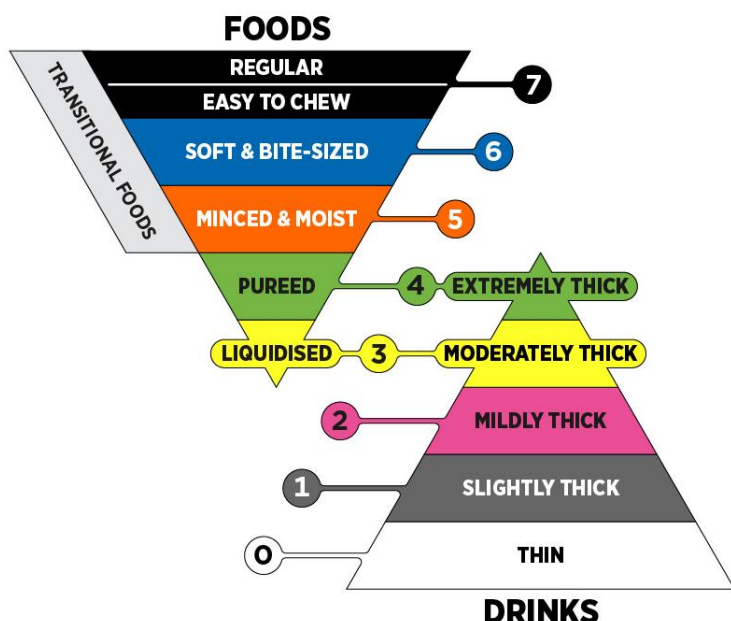 FOODS
REGULAR
7
EASY TO CHEW
TRANSITIONAL FOODS
SOFT & BITE-SIZED
6
MINCED & MOIST
5
PUREED
4
EXTREMELY THICK
LIQUIDISED
3
MODERATELY THICK
2
MILDLY THICK
1
SLIGHTLY THICK
0
THIN
DRINKS